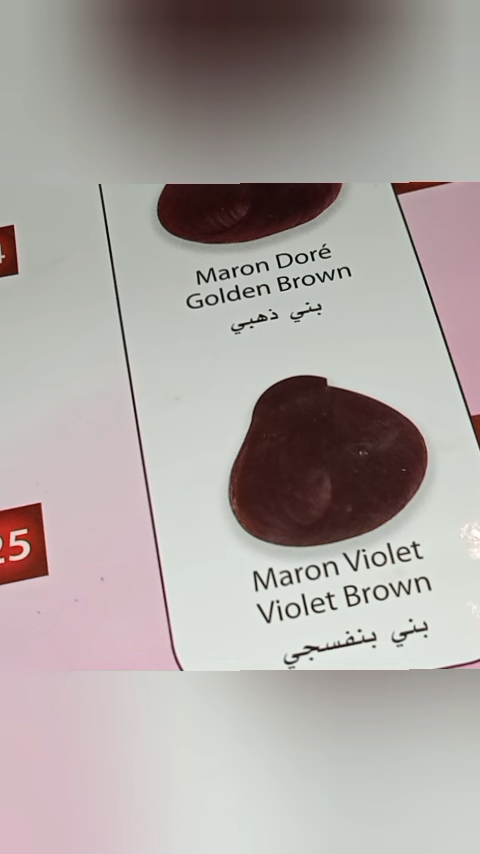 Maron Doré
Golden Brown
بني ذهبي
25
Maron Violet
Violet Brown
بني بنفسجي